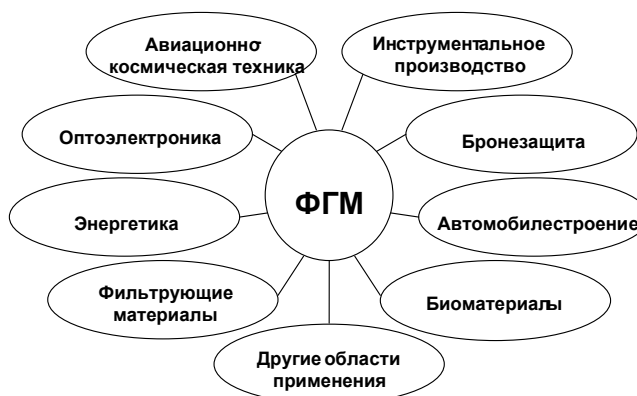 Авиационно-
космическая техника
Инструментальное
производство
Оптоэлектроника
Бронезащита
ФГМ
Энергетика
Автомобилестроение
Фильтрующие
материалы
Биоматериалы
Другие области
применения